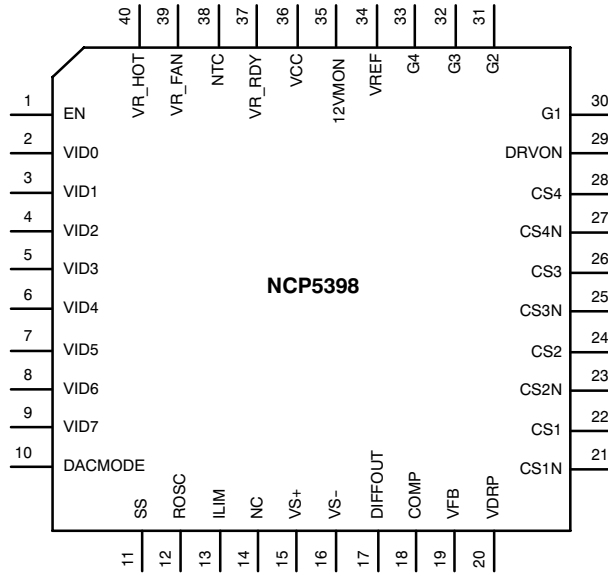 40 39 38 37 36 35 34 33 32 31
VR_HOT VR_FAN NTC VR_RDY VCC 12VMON VREF G4 G3 G2
1 EN G1 30
2 VID0 DRVON 29
3 VID1 CS4 28
4 VID2 CS4N 27
5 VID3 CS3 26
NCP5398
6 VID4 CS3N 25
7 VID5 CS2 24
8 VID6 CS2N 23
9 VID7 CS1 22
10 DACMODE CS1N 21
SS ROSC ILIM NC VS+ VS− DIFFOUT COMP VFB VDRP
11 12 13 14 15 16 17 18 19 20